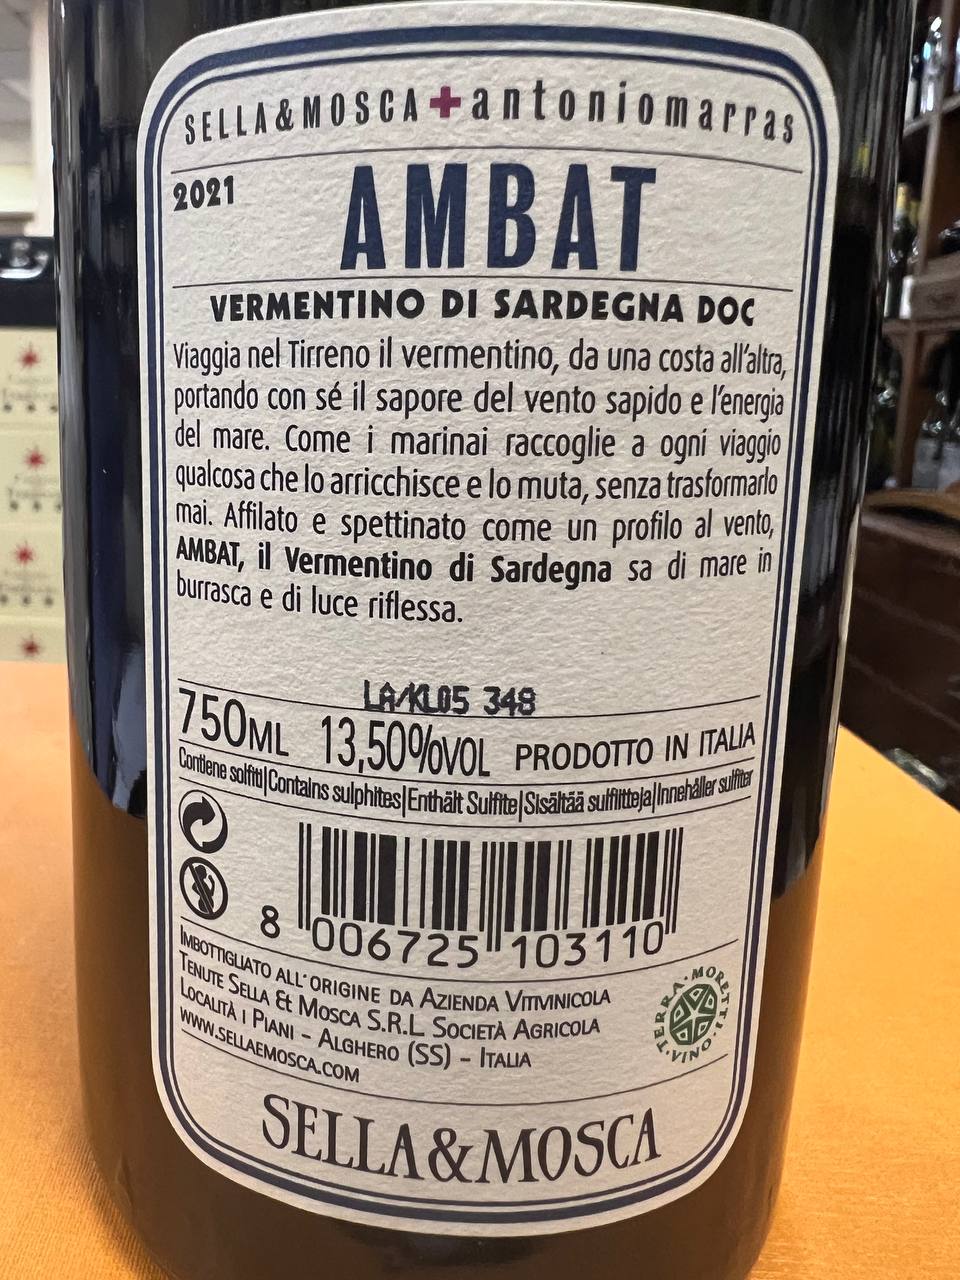 SELLA&MOSCA+antoniomarras
2021
AMBAT
VERMENTINO DI SARDEGNA DOC
Viaggia nel Tirreno il vermentino, da una costa all'altra,
portando con sé il sapore del vento sapido e l'energia
del mare. Come i marinai raccoglie a ogni viaggio
qualcosa che lo arricchisce e lo muta, senza trasformarlo
mai. Affilato e spettinato come un profilo al vento,
AMBAT, il Vermentino di Sardegna sa di mare in
burrasca e di luce riflessa.
LA/KL05 348
750ML 13,50%VOL PRODOTTO IN ITALIA
Contiene solfiti|Contains sulphites|Enthält Sulfite|Sisältää sulfiitteja|Innehåller sulfiter
8 006725 103110
IMBOTTIGLIATO ALL'ORIGINE DA AZIENDA VITIVINICOLA
TENUTE SELLA & MOSCA S.R.L. SOCIETÀ AGRICOLA
LOCALITÀ I PIANI - ALGHERO (SS) - ITALIA
WWW.SELLAEMOSCA.COM
TERRA·MORETTI·VINO
SELLA&MOSCA